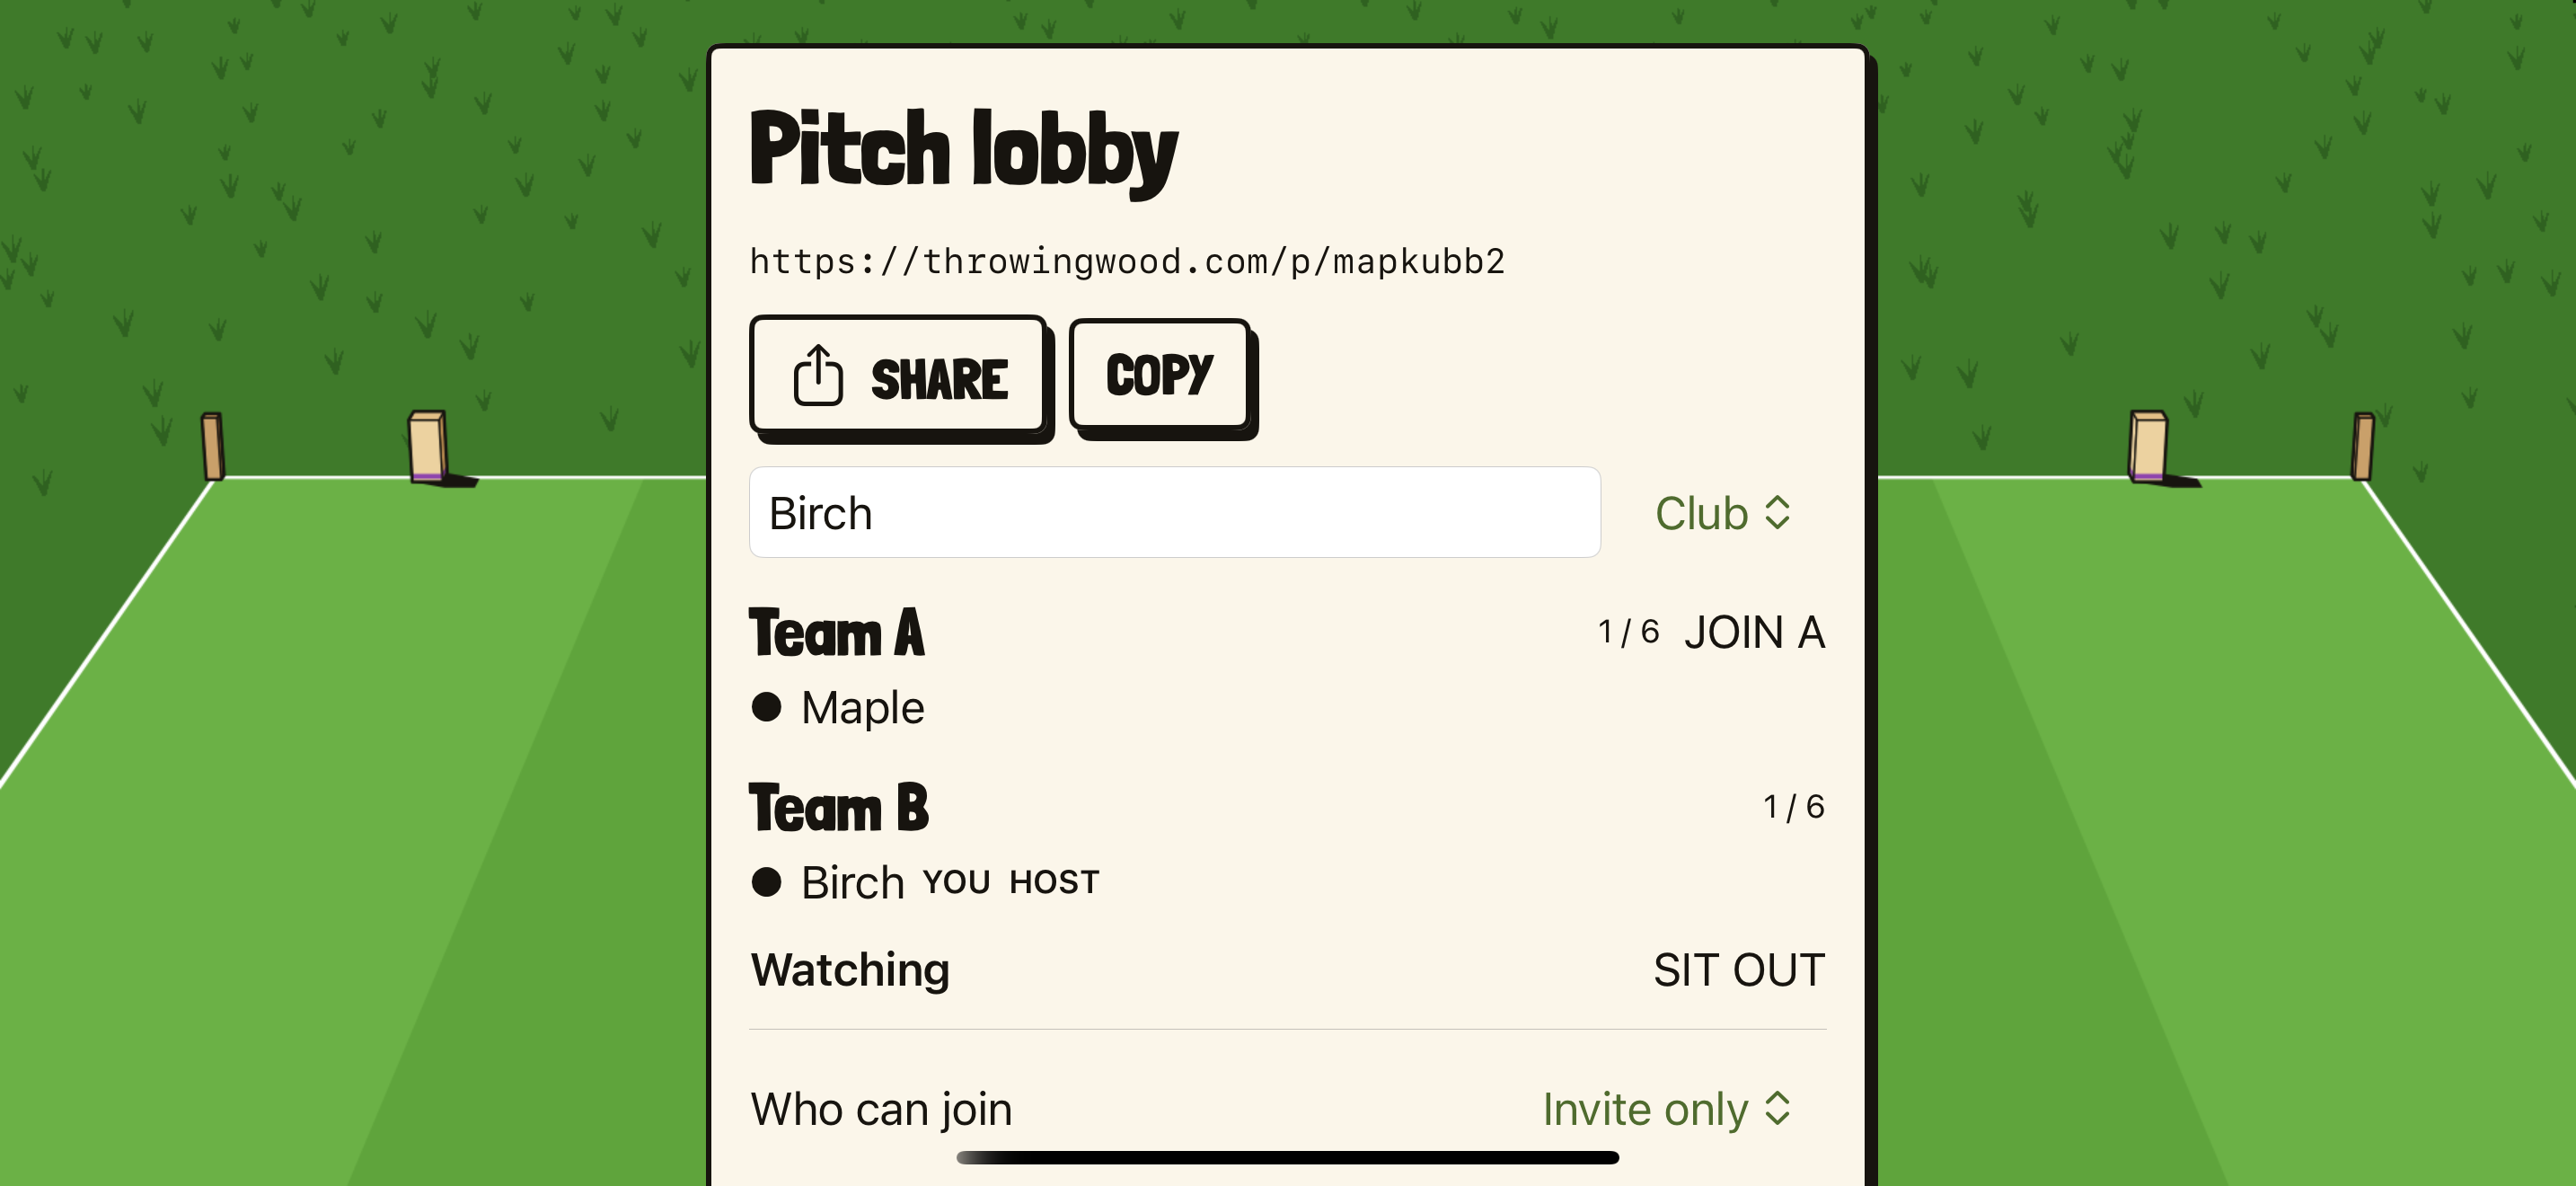 Pitch lobby
https://throwingwood.com/p/mapkubb2
SHARE COPY
Birch Club
Team A 1 / 6 JOIN A
Maple
Team B 1 / 6
Birch YOU HOST
Watching SIT OUT
Who can join Invite only